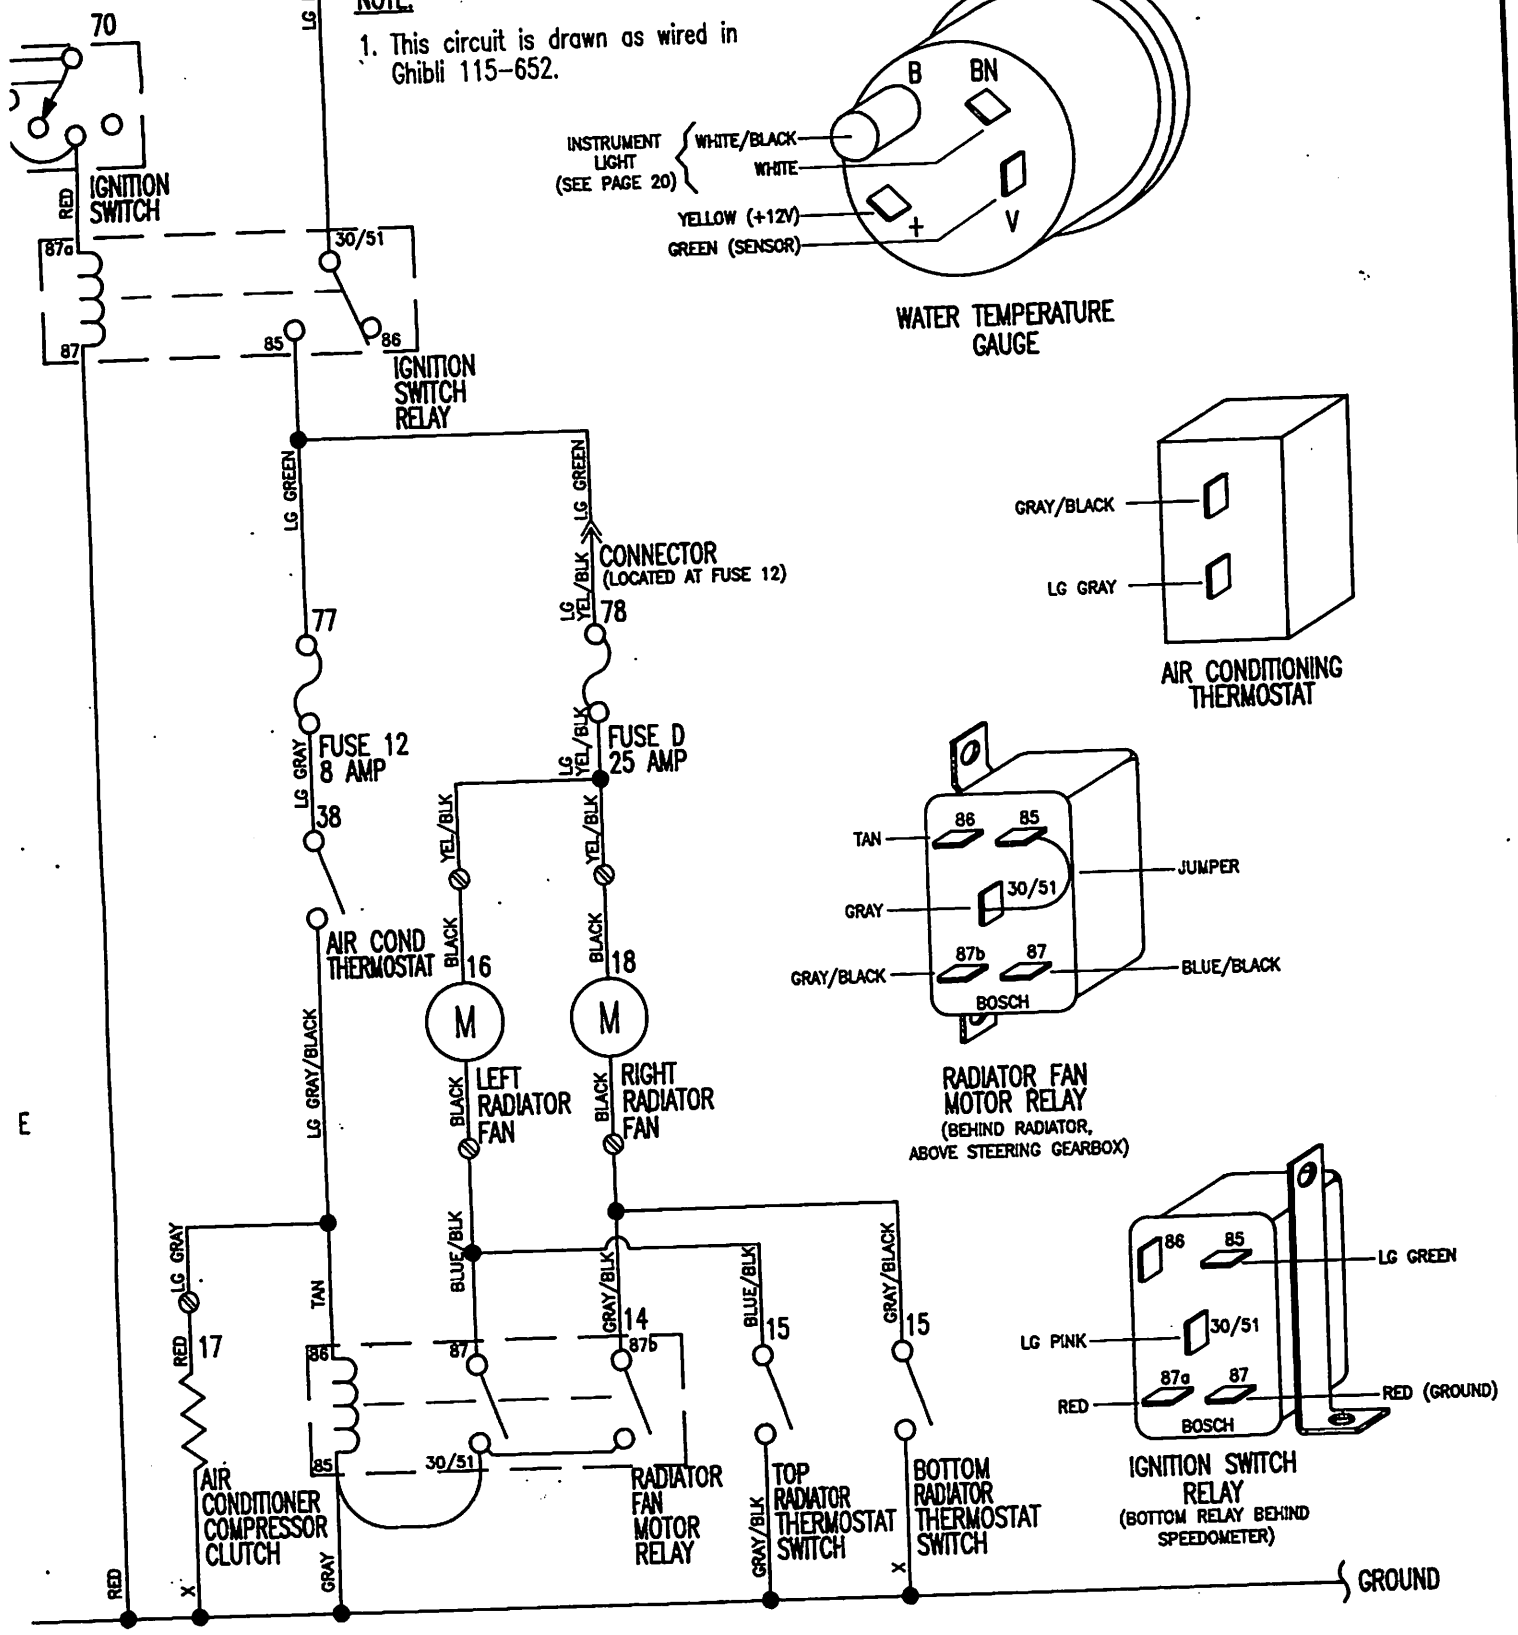 70
LG
NOTE:
1. This circuit is drawn as wired in
Ghibli 115-652.
B
BN
INSTRUMENT
LIGHT
(SEE PAGE 20)
WHITE/BLACK
WHITE
YELLOW (+12V)
GREEN (SENSOR)
+
V
WATER TEMPERATURE
GAUGE
RED
IGNITION
SWITCH
87a
30/51
87
85
86
IGNITION
SWITCH
RELAY
LG GREEN
LG GREEN
CONNECTOR
(LOCATED AT FUSE 12)
LG
YEL/BLK
77
78
GRAY/BLACK
LG GRAY
AIR CONDITIONING
THERMOSTAT
FUSE 12
8 AMP
LG GRAY
FUSE D
25 AMP
LG
YEL/BLK
38
YEL/BLK
YEL/BLK
AIR COND
THERMOSTAT
BLACK
BLACK
16
18
M
M
TAN
86
85
JUMPER
30/51
GRAY
GRAY/BLACK
87b
87
BLUE/BLACK
BOSCH
RADIATOR FAN
MOTOR RELAY
(BEHIND RADIATOR,
ABOVE STEERING GEARBOX)
LG GRAY/BLACK
BLACK
LEFT
RADIATOR
FAN
BLACK
RIGHT
RADIATOR
FAN
E
LG GRAY
TAN
BLUE/BLK
GRAY/BLK
BLUE/BLK
GRAY/BLACK
RED
17
14
15
15
86
87
87b
85
30/51
AIR
CONDITIONER
COMPRESSOR
CLUTCH
RADIATOR
FAN
MOTOR
RELAY
TOP
RADIATOR
THERMOSTAT
SWITCH
BOTTOM
RADIATOR
THERMOSTAT
SWITCH
86
85
LG GREEN
LG PINK
30/51
87a
87
RED
RED (GROUND)
BOSCH
IGNITION SWITCH
RELAY
(BOTTOM RELAY BEHIND
SPEEDOMETER)
RED
X
GRAY
GRAY/BLK
X
GROUND